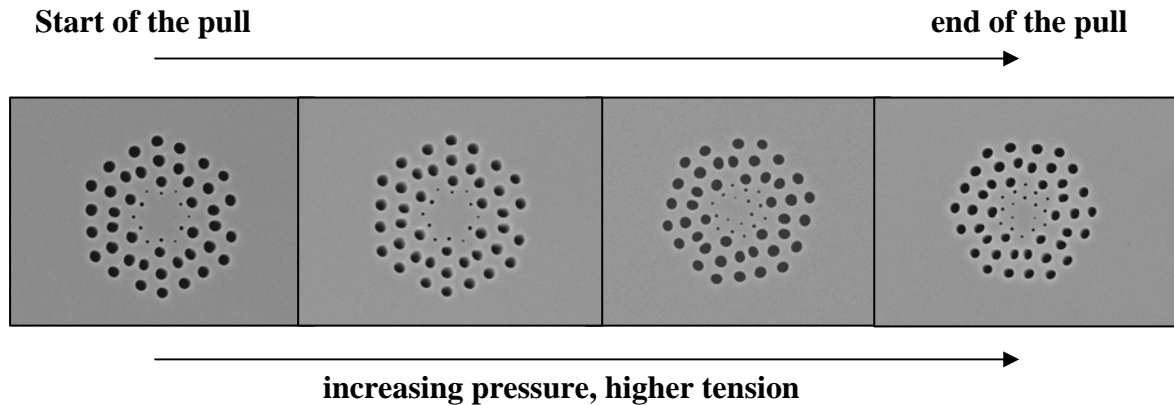 Start of the pull
end of the pull
increasing pressure, higher tension